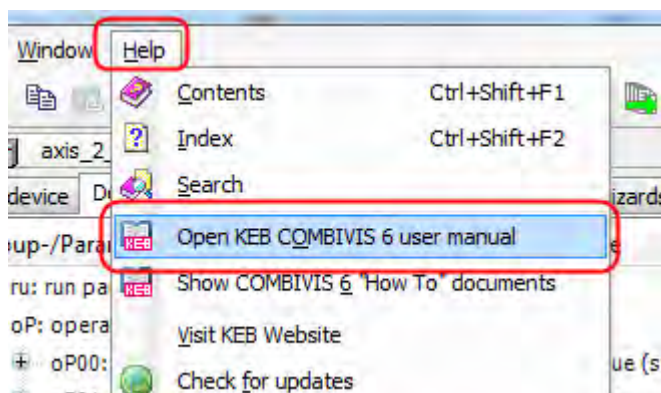 Window Help
Contents Ctrl+Shift+F1
Index Ctrl+Shift+F2
axis_2_
Search
device
Open KEB COMBIVIS 6 user manual
Show COMBIVIS 6 "How To" documents
ru: run pa
oP: opera
Visit KEB Website
oP00:
ue (s
Check for updates